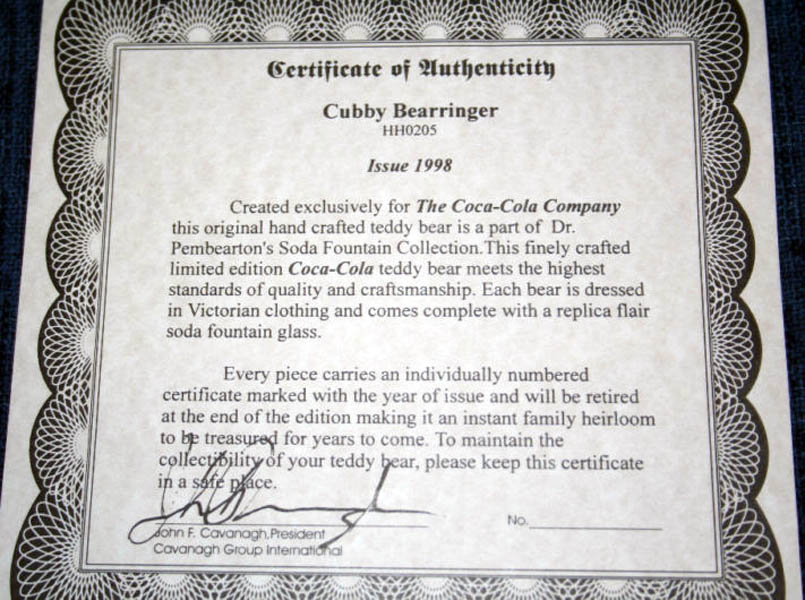 Certificate of Authenticity
Cubby Bearringer
HH0205
Issue 1998
Created exclusively for The Coca-Cola Company
this original hand crafted teddy bear is a part of Dr.
Pembearton's Soda Fountain Collection.This finely crafted
limited edition Coca-Cola teddy bear meets the highest
standards of quality and craftsmanship. Each bear is dressed
in Victorian clothing and comes complete with a replica flair
soda fountain glass.
Every piece carries an individually numbered
certificate marked with the year of issue and will be retired
at the end of the edition making it an instant family heirloom
to be treasured for years to come. To maintain the
collectibility of your teddy bear, please keep this certificate
in a safe place.
John F. Cavanagh,President
Cavanagh Group International
No.